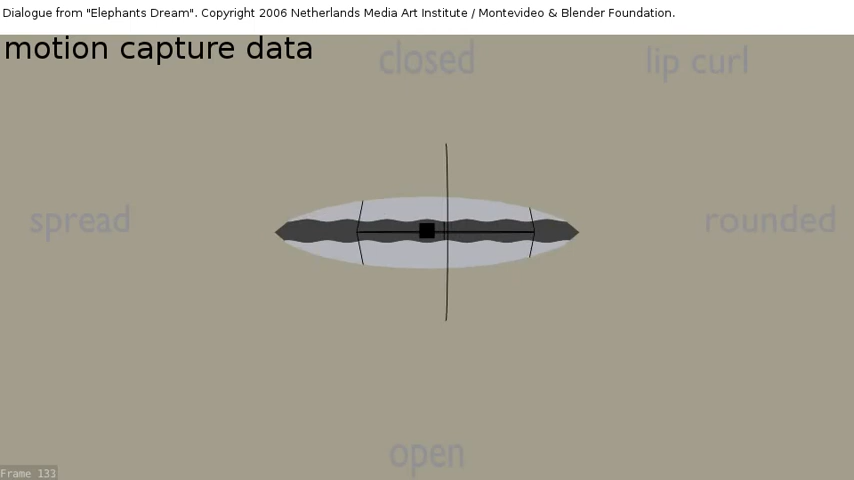 Dialogue from "Elephants Dream". Copyright 2006 Netherlands Media Art Institute / Montevideo & Blender Foundation.
motion capture data
closed
lip curl
spread
rounded
open
Frame 133